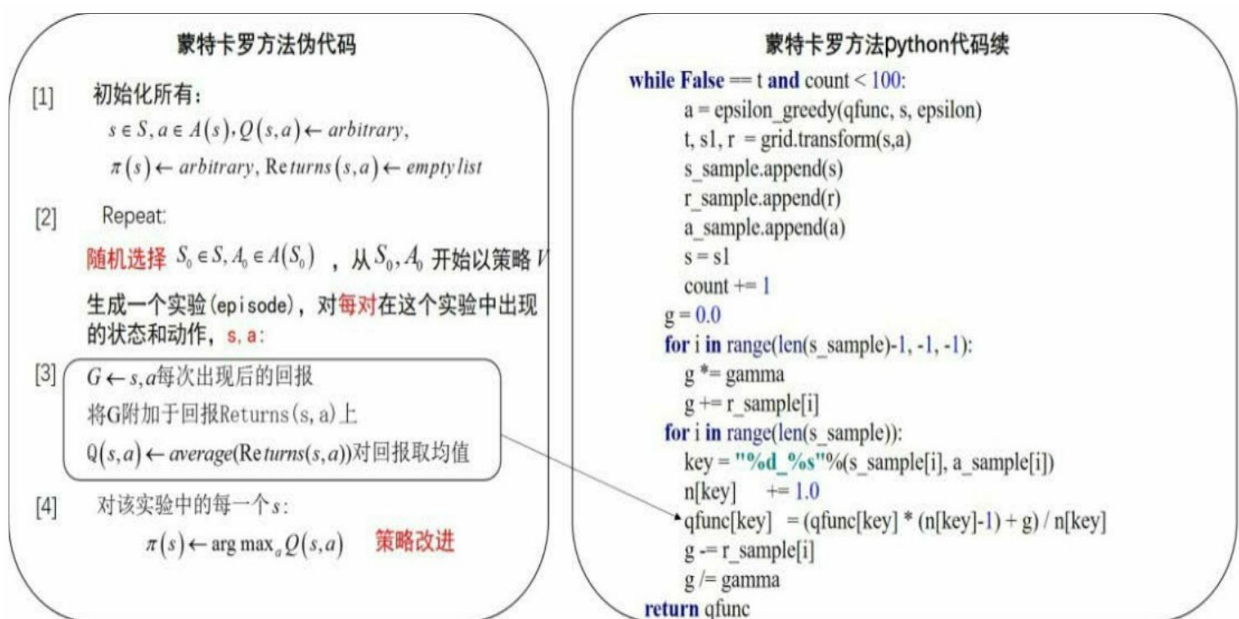 蒙特卡罗方法伪代码
[1] 初始化所有:
s ∈ S, a ∈ A(s), Q(s,a) ← arbitrary,
π(s) ← arbitrary, Returns(s,a) ← empty list
[2] Repeat:
随机选择 S₀ ∈ S, A₀ ∈ A(S₀) ，从 S₀, A₀ 开始以策略
生成一个实验(episode)，对每对在这个实验中出现
的状态和动作，s, a:
[3] G ← s, a每次出现后的回报
将G附加于回报Returns(s, a)上
Q(s,a) ← average(Returns(s,a))对回报取均值
[4] 对该实验中的每一个s:
π(s) ← arg maxₐ Q(s,a) 策略改进
蒙特卡罗方法python代码续
while False == t and count < 100:
a = epsilon_greedy(qfunc, s, epsilon)
t, s1, r = grid.transform(s,a)
s_sample.append(s)
r_sample.append(r)
a_sample.append(a)
s = s1
count += 1
g = 0.0
for i in range(len(s_sample)-1, -1, -1):
g *= gamma
g += r_sample[i]
for i in range(len(s_sample)):
key = "%d_%s"%(s_sample[i], a_sample[i])
n[key] += 1.0
qfunc[key] = (qfunc[key] * (n[key]-1) + g) / n[key]
g -= r_sample[i]
g /= gamma
return qfunc